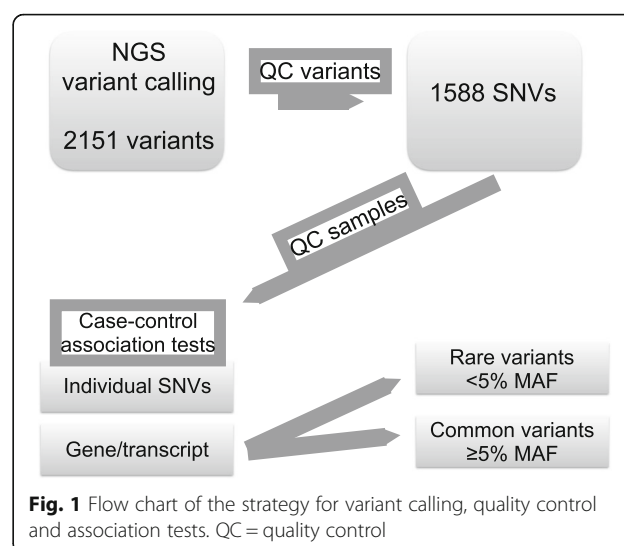 NGS
variant calling
2151 variants
QC variants
1588 SNVs
QC samples
Case-control
association tests
Individual SNVs
Gene/transcript
Rare variants
<5% MAF
Common variants
≥5% MAF
Fig. 1 Flow chart of the strategy for variant calling, quality control
and association tests. QC = quality control